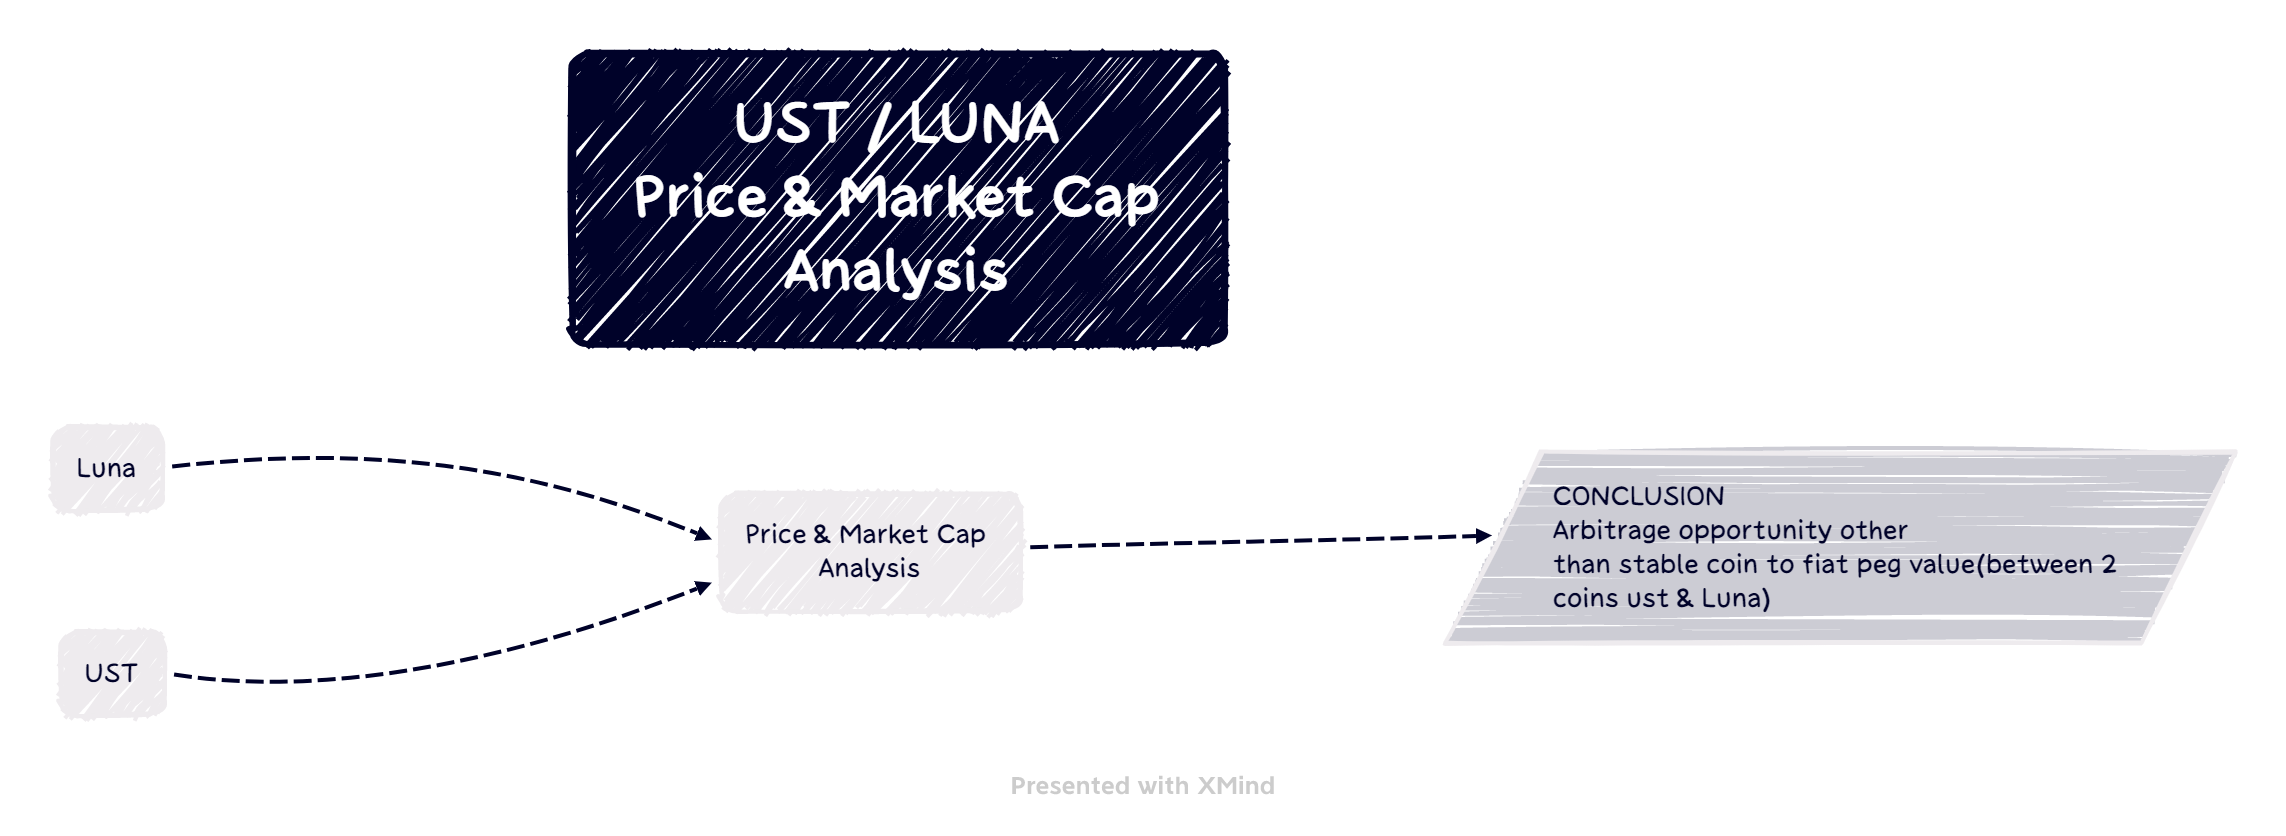 UST / LUNA
Price & Market Cap
Analysis
Luna
Price & Market Cap
Analysis
UST
CONCLUSION
Arbitrage opportunity other
than stable coin to fiat peg value(between 2
coins ust & Luna)
Presented with XMind